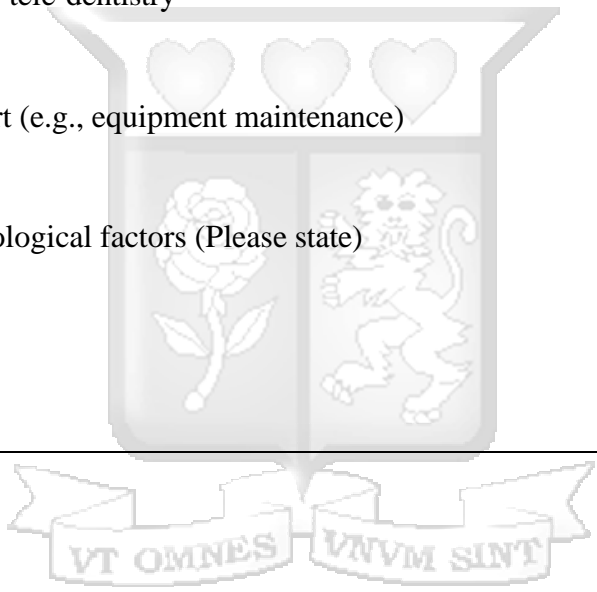 tele-dentistry
rt (e.g., equipment maintenance)
ological factors (Please state)
VT OMNES VNVM SINT